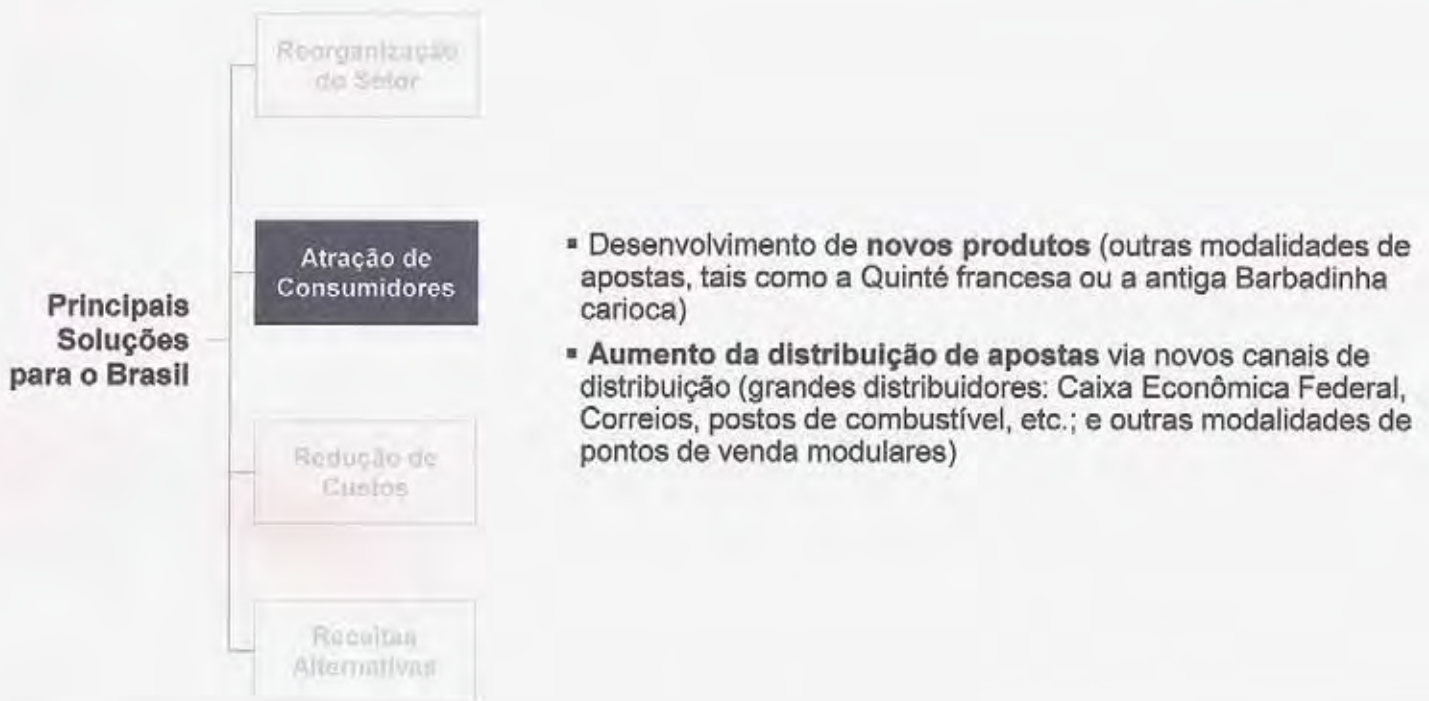 Reorganização
do Setor
Principais
Soluções
para o Brasil
Atração de
Consumidores
▪ Desenvolvimento de novos produtos (outras modalidades de
apostas, tais como a Quinté francesa ou a antiga Barbadinha
carioca)
▪ Aumento da distribuição de apostas via novos canais de
distribuição (grandes distribuidores: Caixa Econômica Federal,
Correios, postos de combustível, etc.; e outras modalidades de
pontos de venda modulares)
Redução de
Custos
Receitas
Alternativas